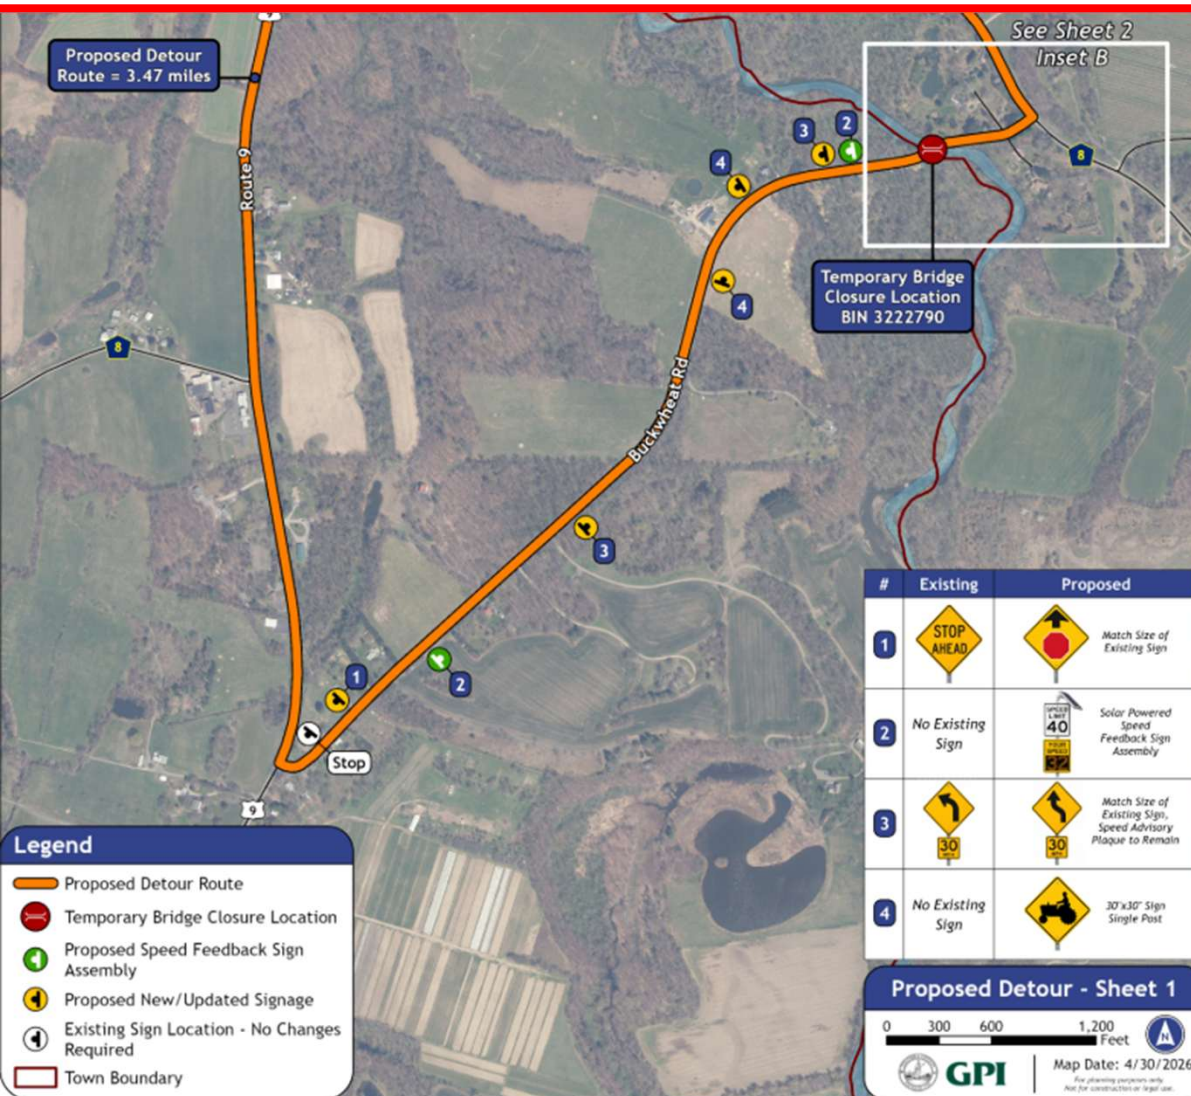 9
See Sheet 2
Inset B
Proposed Detour
Route = 3.47 miles
3
2
8
4
Route 9
Temporary Bridge
Closure Location
BIN 3222790
4
8
Buckwheat Rd
3
1
2
Stop
9
# Existing Proposed
1
STOP
AHEAD
Match Size of
Existing Sign
2
No Existing
Sign
SPEED
LIMIT
40
YOUR
SPEED
32
Solar Powered
Speed
Feedback Sign
Assembly
3
30
MPH
30
MPH
Match Size of
Existing Sign,
Speed Advisory
Plaque to Remain
4
No Existing
Sign
30"x30" Sign
Single Post
Legend
Proposed Detour Route
Temporary Bridge Closure Location
Proposed Speed Feedback Sign
Assembly
Proposed New/Updated Signage
Existing Sign Location - No Changes
Required
Town Boundary
Proposed Detour - Sheet 1
0 300 600 1,200
Feet
N
GPI
Map Date: 4/30/2026
For planning purposes only.
Not for construction or legal use.